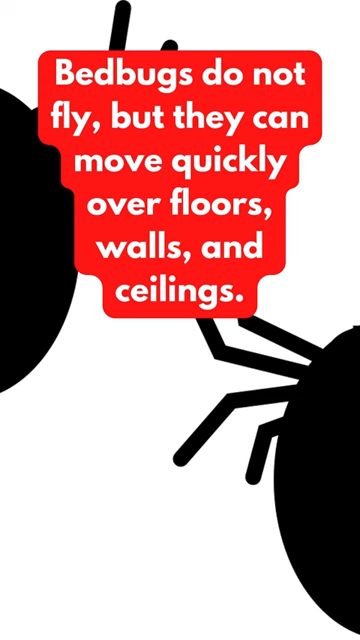 Bedbugs do not
fly, but they can
move quickly
over floors,
walls, and
ceilings.